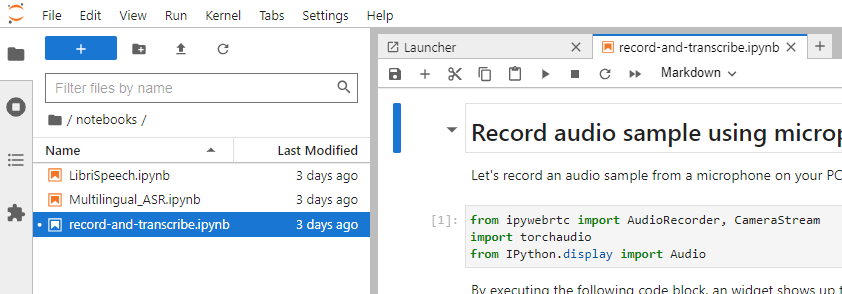 File Edit View Run Kernel Tabs Settings Help
Launcher
record-and-transcribe.ipynb
Filter files by name
Markdown
/ notebooks /
Name Last Modified
LibriSpeech.ipynb 3 days ago
Multilingual_ASR.ipynb 3 days ago
record-and-transcribe.ipynb 3 days ago
Record audio sample using microp
Let's record an audio sample from a microphone on your PC
[1]: from ipywebrtc import AudioRecorder, CameraStream
import torchaudio
from IPython.display import Audio
By executing the following code block, an widget shows up t